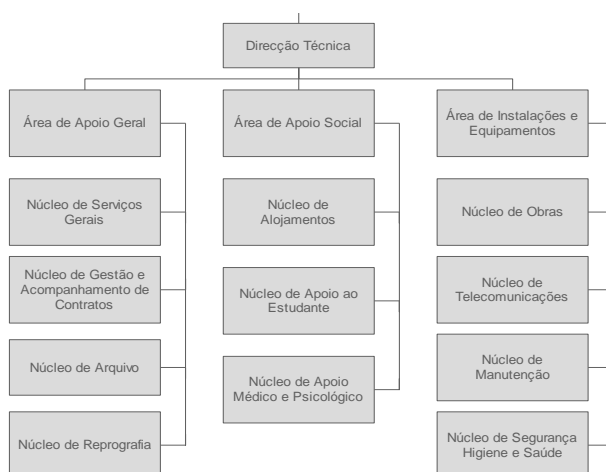 Direcção Técnica
Área de Apoio Geral
Núcleo de Serviços
Gerais
Núcleo de Gestão e
Acompanhamento de
Contratos
Núcleo de Arquivo
Núcleo de Reprografia
Área de Apoio Social
Núcleo de
Alojamentos
Núcleo de Apoio ao
Estudante
Núcleo de Apoio
Médico e Psicológico
Área de Instalações e
Equipamentos
Núcleo de Obras
Núcleo de
Telecomunicações
Núcleo de
Manutenção
Núcleo de Segurança
Higiene e Saúde